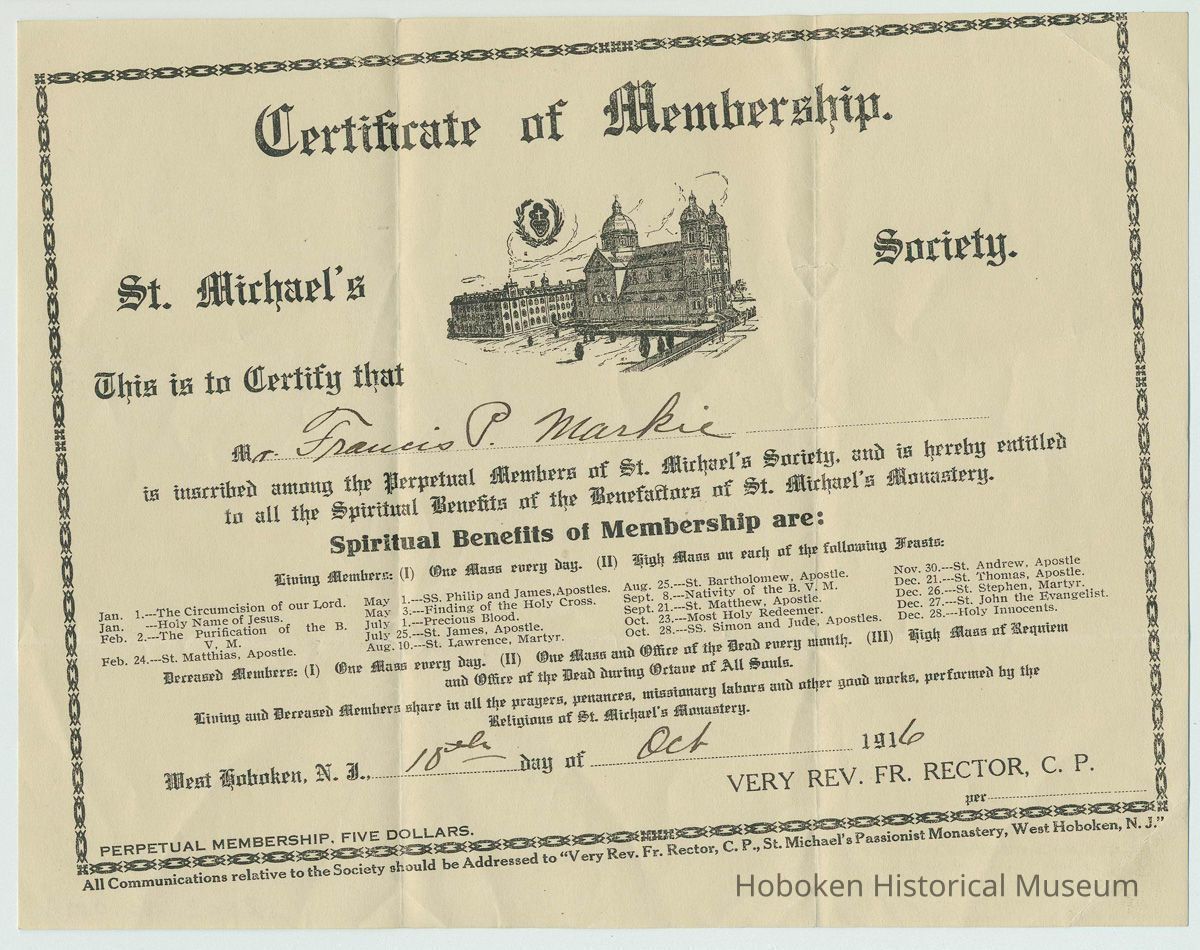 Certificate of Membership.
St. Michael's Society.
This is to Certify that
Mr. Francis P. Markie
is inscribed among the Perpetual Members of St. Michael's Society, and is hereby entitled
to all the Spiritual Benefits of the Benefactors of St. Michael's Monastery.
Spiritual Benefits of Membership are:
Living Members: (I) One Mass every day. (II) High Mass on each of the following Feasts:
Jan. 1.---The Circumcision of our Lord.
Jan. ---Holy Name of Jesus.
Feb. 2.---The Purification of the B.
V. M.
Feb. 24.---St. Matthias, Apostle.
May 1.---SS. Philip and James, Apostles.
May 3.---Finding of the Holy Cross.
July 1.---Precious Blood.
July 25.---St. James, Apostle.
Aug. 10.---St. Lawrence, Martyr.
Aug. 25.---St. Bartholomew, Apostle.
Sept. 8.---Nativity of the B. V. M.
Sept. 21.---St. Matthew, Apostle.
Oct. 23.---Most Holy Redeemer.
Oct. 28.---SS. Simon and Jude, Apostles.
Nov. 30.---St. Andrew, Apostle
Dec. 21.---St. Thomas, Apostle.
Dec. 26.---St. Stephen, Martyr.
Dec. 27.---St. John the Evangelist.
Dec. 28.---Holy Innocents.
Deceased Members: (I) One Mass every day. (II) One Mass and Office of the Dead every month. (III) High Mass of Requiem
and Office of the Dead during Octave of All Souls.
Living and Deceased Members share in all the prayers, penances, missionary labors and other good works, performed by the
Religious of St. Michael's Monastery.
West Hoboken, N. J., 18th day of Oct 1916
VERY REV. FR. RECTOR, C. P.
per
PERPETUAL MEMBERSHIP, FIVE DOLLARS.
All Communications relative to the Society should be Addressed to "Very Rev. Fr. Rector, C. P., St. Michael's Passionist Monastery, West Hoboken, N. J."
Hoboken Historical Museum